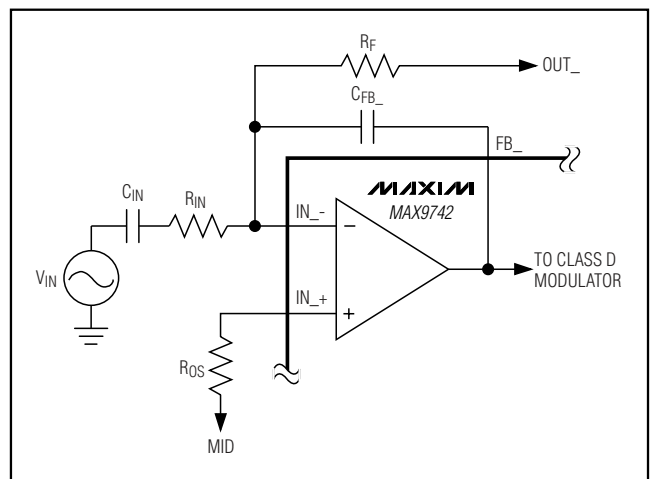 RF
OUT_
CFB_
FB_
MAXIM
MAX9742
CIN
RIN
IN_-
−
VIN
TO CLASS D
MODULATOR
IN_+
+
ROS
MID